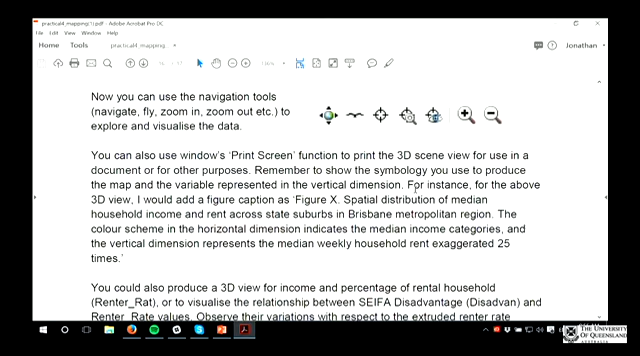 practical4_mapping(1).pdf - Adobe Acrobat Pro DC
File Edit View Window Help
Home Tools practical4_mapping... Jonathan
Now you can use the navigation tools
(navigate, fly, zoom in, zoom out etc.) to
explore and visualise the data.
You can also use window's 'Print Screen' function to print the 3D scene view for use in a
document or for other purposes. Remember to show the symbology you use to produce
the map and the variable represented in the vertical dimension. For instance, for the above
3D view, I would add a figure caption as 'Figure X. Spatial distribution of median
household income and rent across state suburbs in Brisbane metropolitan region. The
colour scheme in the horizontal dimension indicates the median income categories, and
the vertical dimension represents the median weekly household rent exaggerated 25
times.'
You could also produce a 3D view for income and percentage of rental household
(Renter_Rat), or to visualise the relationship between SEIFA Disadvantage (Disadvan) and
Renter_Rate values. Observe their variations with respect to the extruded renter rate
THE UNIVERSITY
OF QUEENSLAND
AUSTRALIA